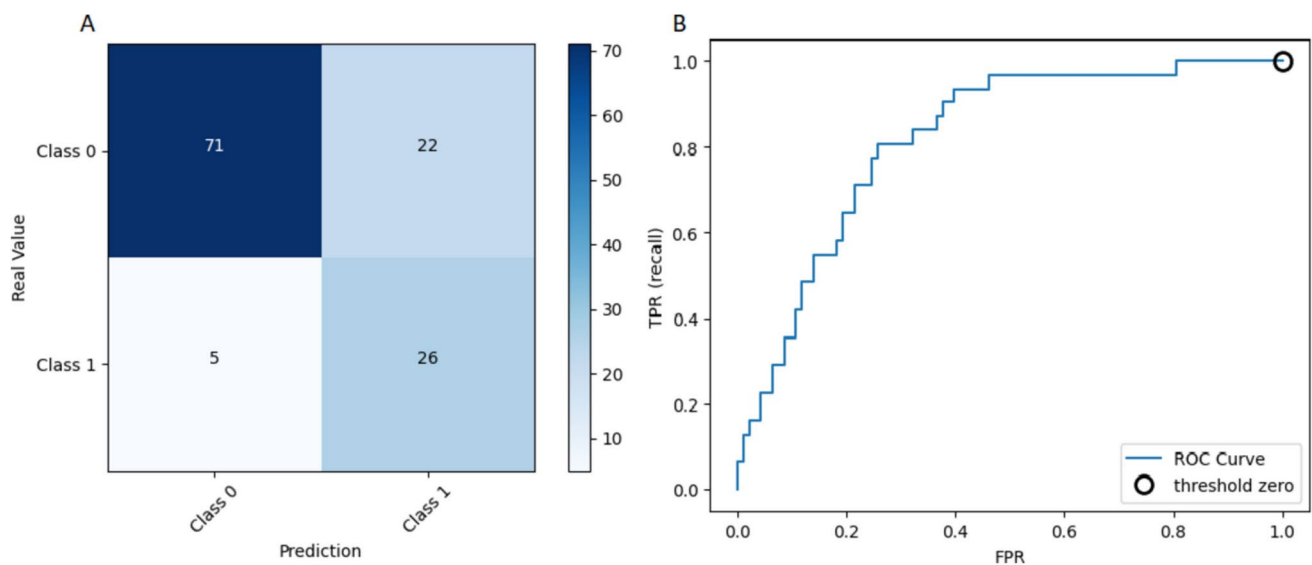 A
Real Value
Class 0
Class 1
71
22
5
26
Class 0
Class 1
Prediction
70
60
50
40
30
20
10
B
TPR (recall)
1.0
0.8
0.6
0.4
0.2
0.0
0.0
0.2
0.4
0.6
0.8
1.0
FPR
ROC Curve
threshold zero